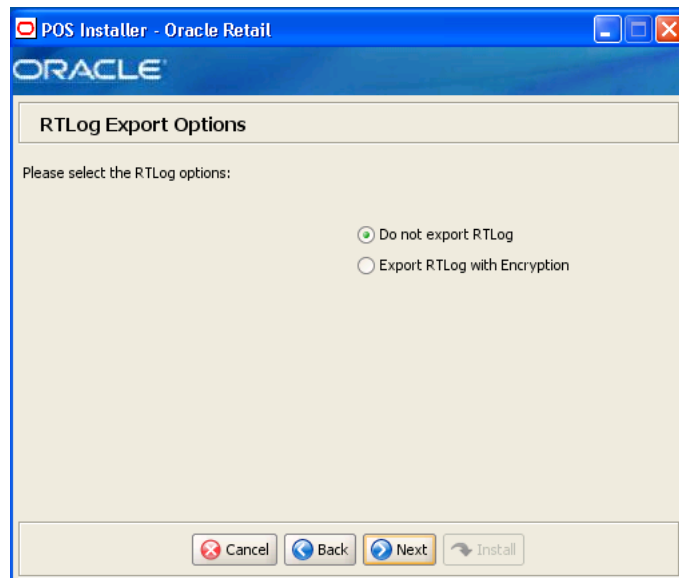 POS Installer - Oracle Retail
ORACLE
RTLog Export Options
Please select the RTLog options:
Do not export RTLog
Export RTLog with Encryption
Cancel Back Next Install